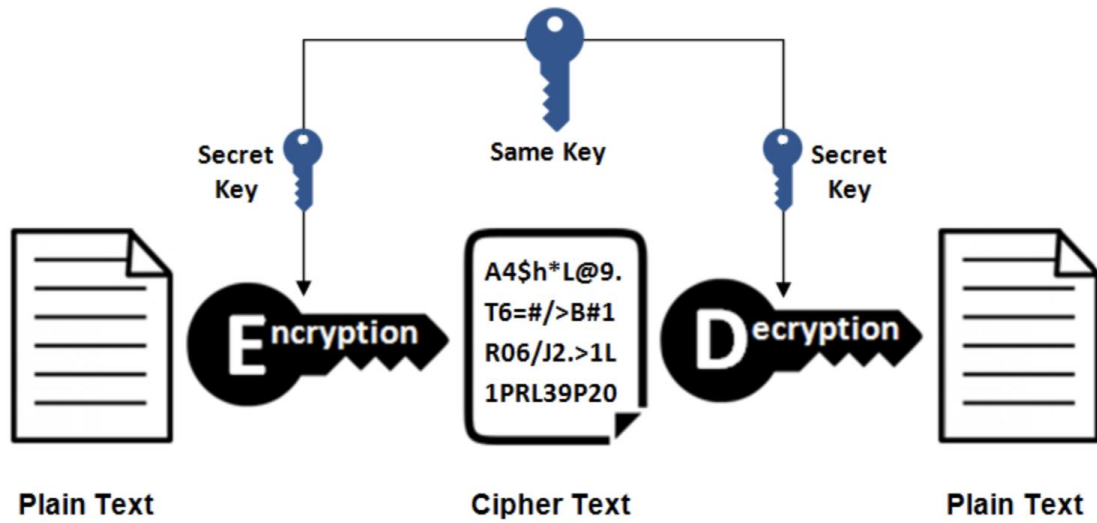 Same Key
Secret
Key
Secret
Key
Encryption
A4$h*L@9.
T6=#/>B#1
R06/J2.>1L
1PRL39P20
Decryption
Plain Text
Cipher Text
Plain Text